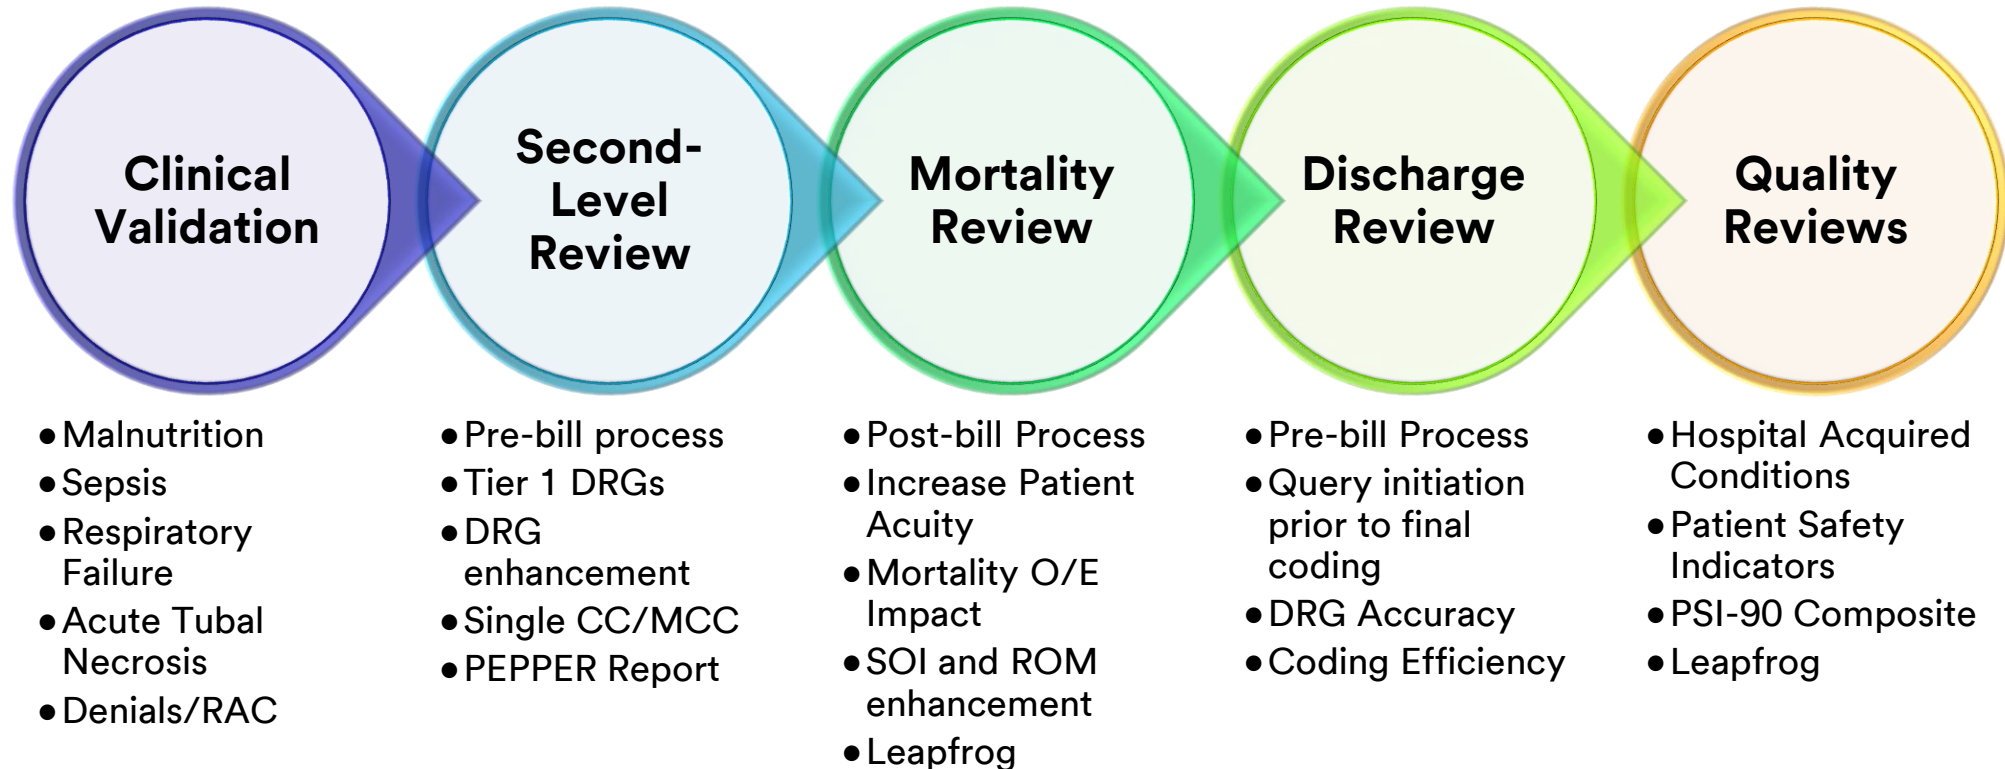 Clinical
Validation
Second-
Level
Review
Mortality
Review
Discharge
Review
Quality
Reviews
• Malnutrition
• Sepsis
• Respiratory
Failure
• Acute Tubal
Necrosis
• Denials/RAC
• Pre-bill process
• Tier 1 DRGs
• DRG
enhancement
• Single CC/MCC
• PEPPER Report
• Post-bill Process
• Increase Patient
Acuity
• Mortality O/E
Impact
• SOI and ROM
enhancement
• Leapfrog
• Pre-bill Process
• Query initiation
prior to final
coding
• DRG Accuracy
• Coding Efficiency
• Hospital Acquired
Conditions
• Patient Safety
Indicators
• PSI-90 Composite
• Leapfrog